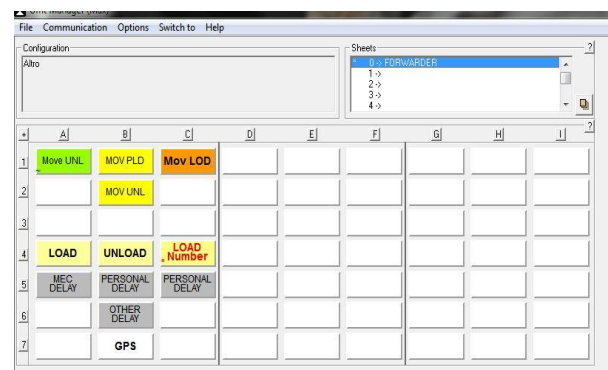 File Communication Options Switch to Help
Configuration
Altro
Sheets
?
* 0-> FORWARDER
1 ->
2 ->
3 ->
4 ->
?
+ A B C D E F G H I
1 Move UNL MOV PLD Mov LOD
2 MOV UNL
3
4 LOAD UNLOAD LOAD
Number
5 MEC PERSONAL PERSONAL
DELAY DELAY DELAY
6 OTHER
DELAY
7 GPS